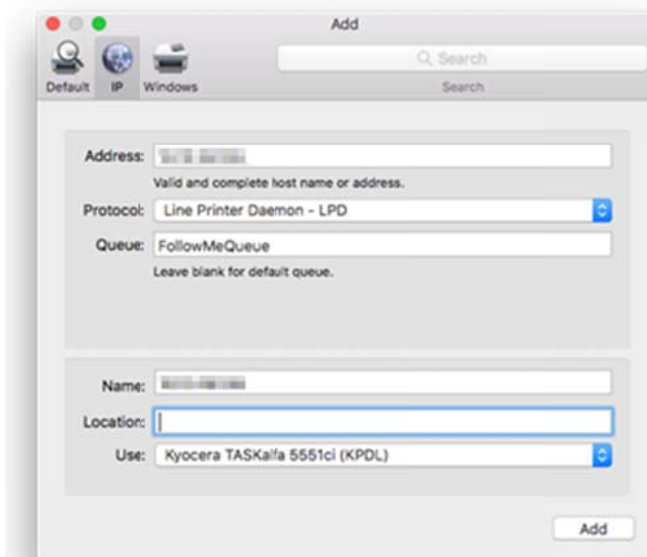 Add
Search
Default IP Windows Search
Address:
Valid and complete host name or address.
Protocol: Line Printer Daemon - LPD
Queue: FollowMeQueue
Leave blank for default queue.
Name:
Location:
Use: Kyocera TASKalfa 5551ci (KPDL)
Add